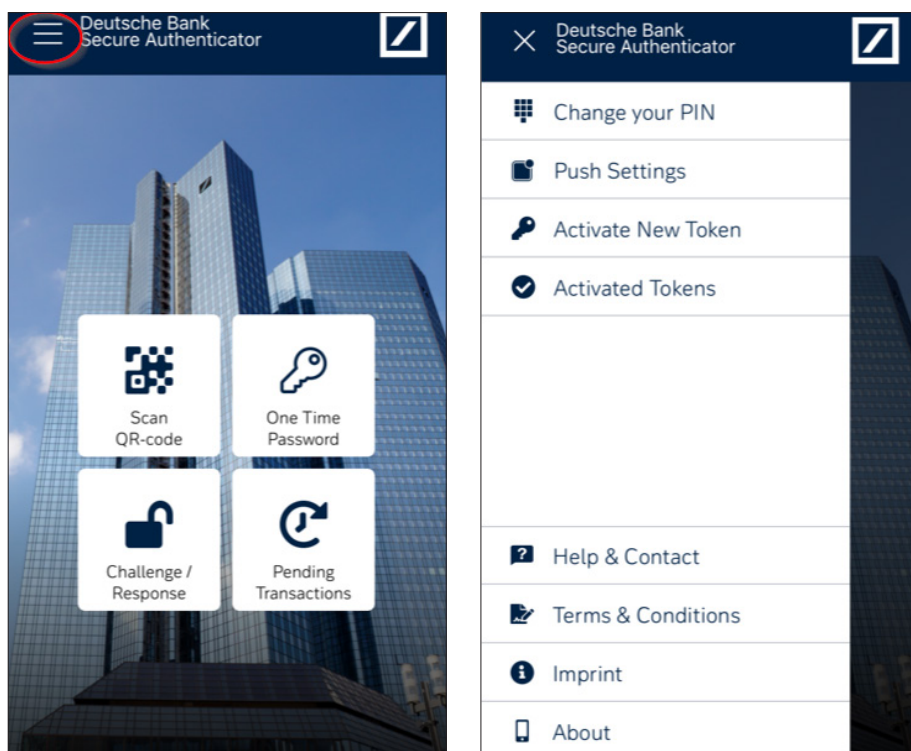 Deutsche Bank
Secure Authenticator
Scan
QR-code
One Time
Password
Challenge /
Response
Pending
Transactions
Deutsche Bank
Secure Authenticator
Change your PIN
Push Settings
Activate New Token
Activated Tokens
Help & Contact
Terms & Conditions
Imprint
About